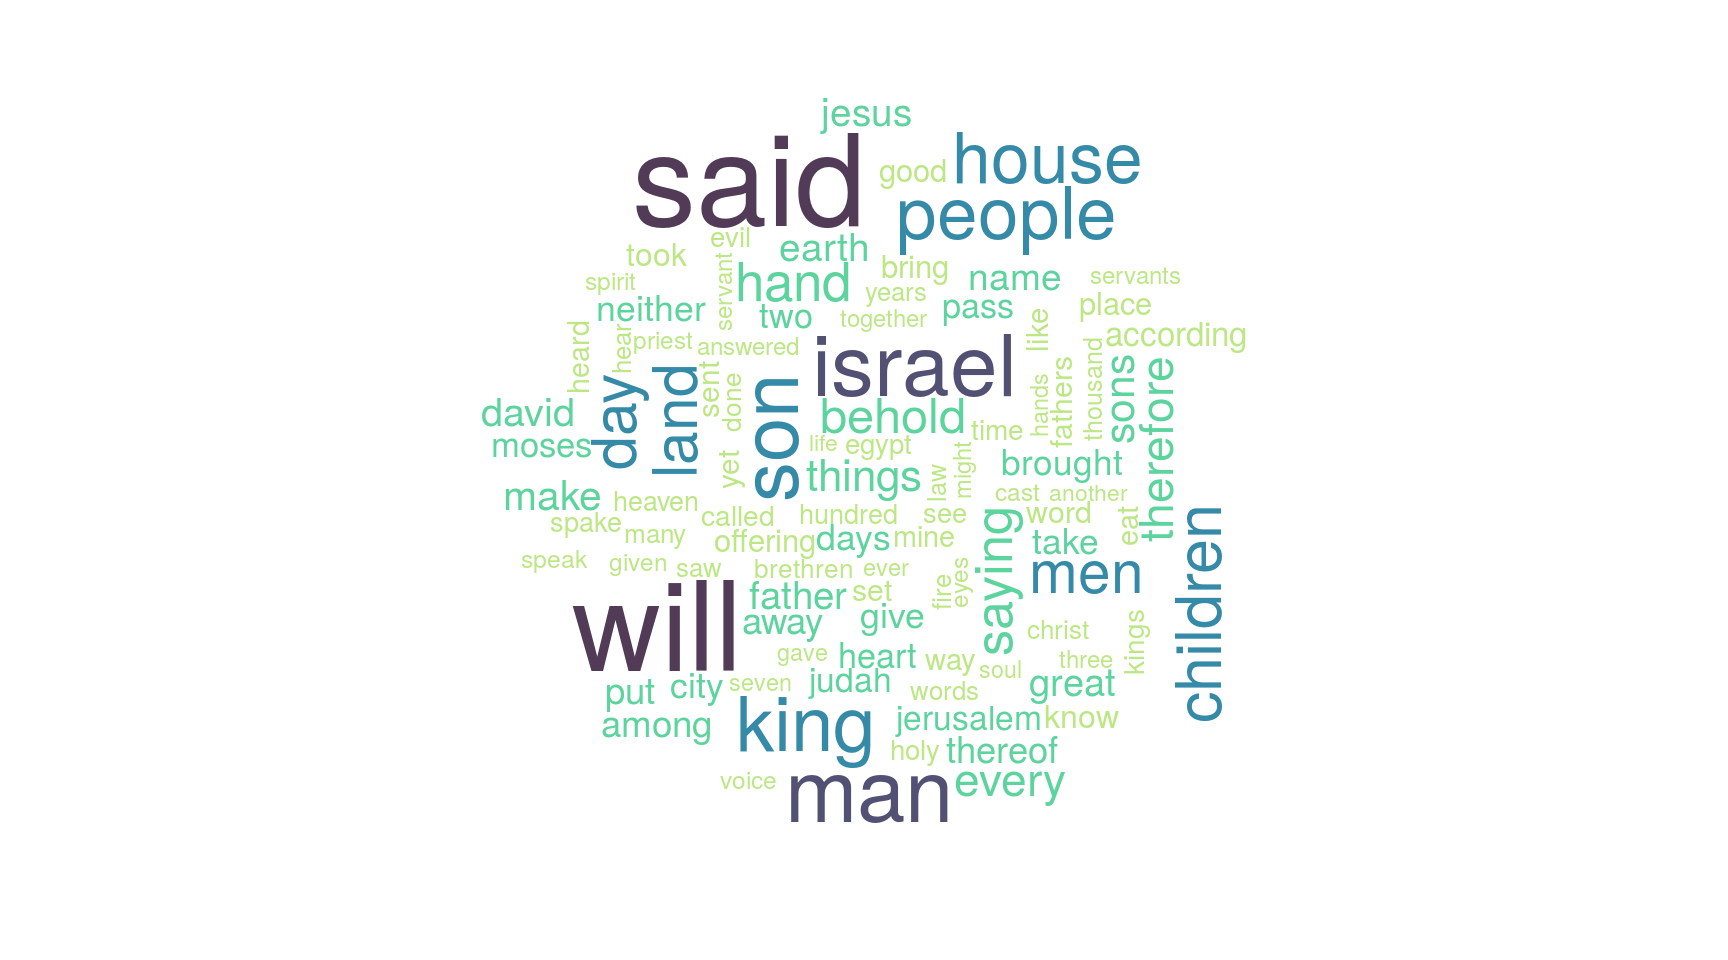 jesus
said
good
house
people
evil
took
earth
bring
name
servants
spirit
servant
hand
years
place
neither
two
together
pass
like
according
heard
hear
priest
answered
israel
thousand
day
land
sent
done
son
hands
fathers
sons
therefore
david
behold
time
moses
life
egypt
yet
things
law
might
brought
make
heaven
cast
another
spake
many
called
hundred
see
saying
word
eat
children
offering
days
mine
take
speak
given
saw
brethren
ever
fire
eyes
men
will
father
set
away
give
christ
kings
gave
heart
way
soul
three
put
city
seven
judah
words
great
among
king
jerusalem
know
holy
thereof
voice
man
every